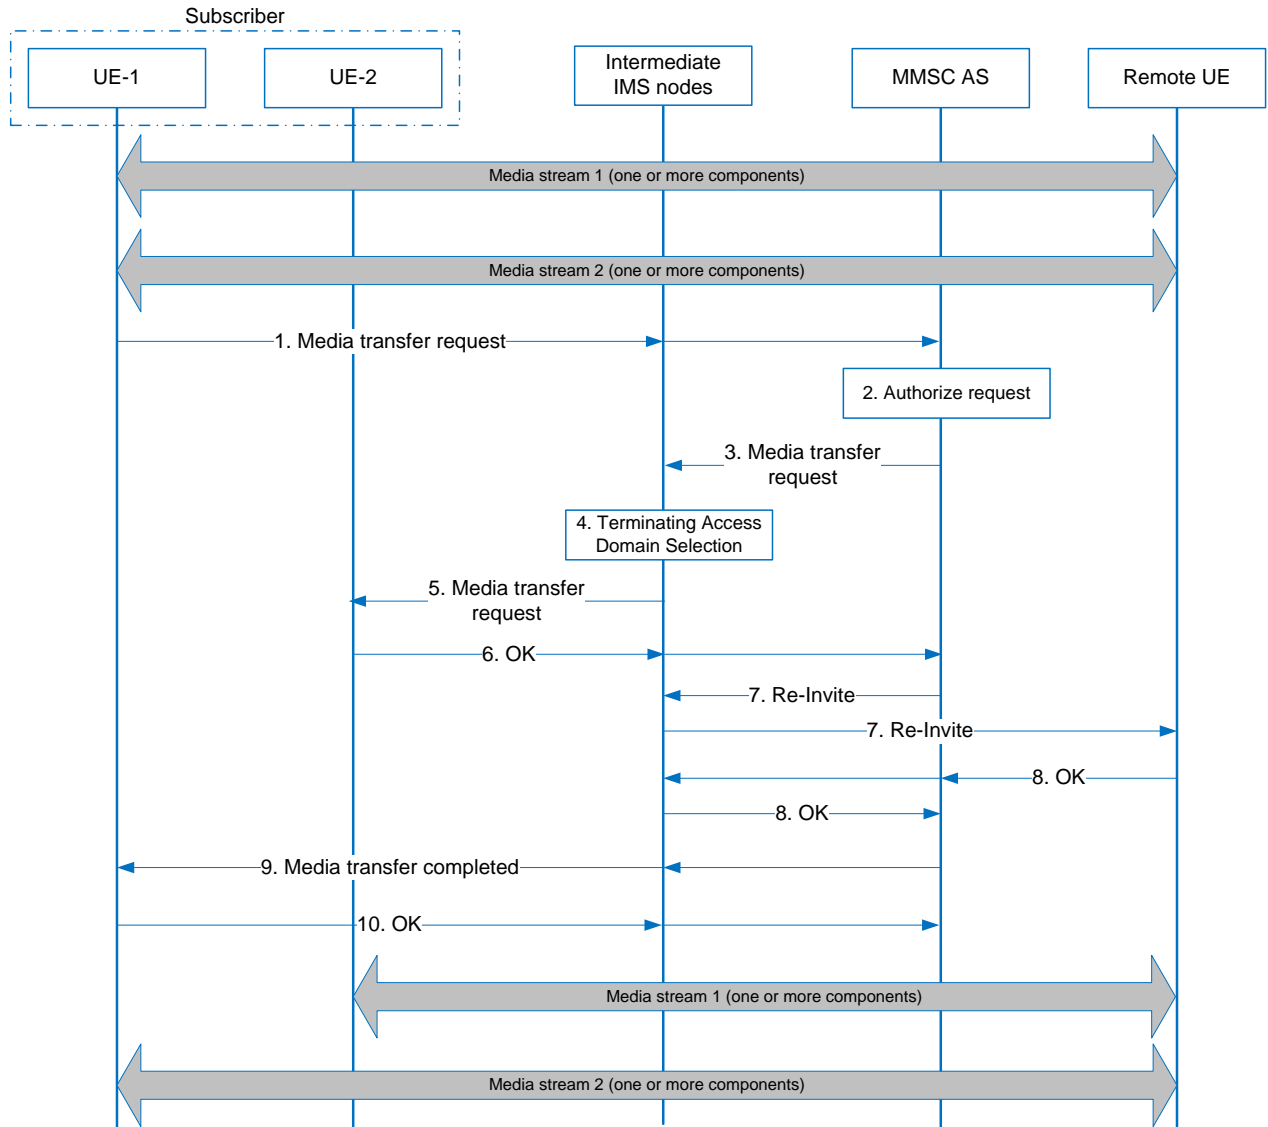 Subscriber
UE-1
UE-2
Intermediate
IMS nodes
MMSC AS
Remote UE
Media stream 1 (one or more components)
Media stream 2 (one or more components)
1. Media transfer request
2. Authorize request
3. Media transfer
request
4. Terminating Access
Domain Selection
5. Media transfer
request
6. OK
7. Re-Invite
7. Re-Invite
8. OK
8. OK
9. Media transfer completed
10. OK
Media stream 1 (one or more components)
Media stream 2 (one or more components)